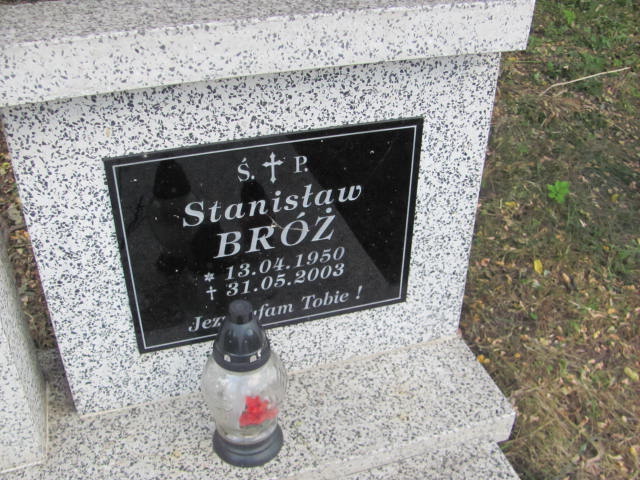 Ś. P.
Stanisław
BRÓŻ
* 13.04.1950
† 31.05.2003
Tobie !